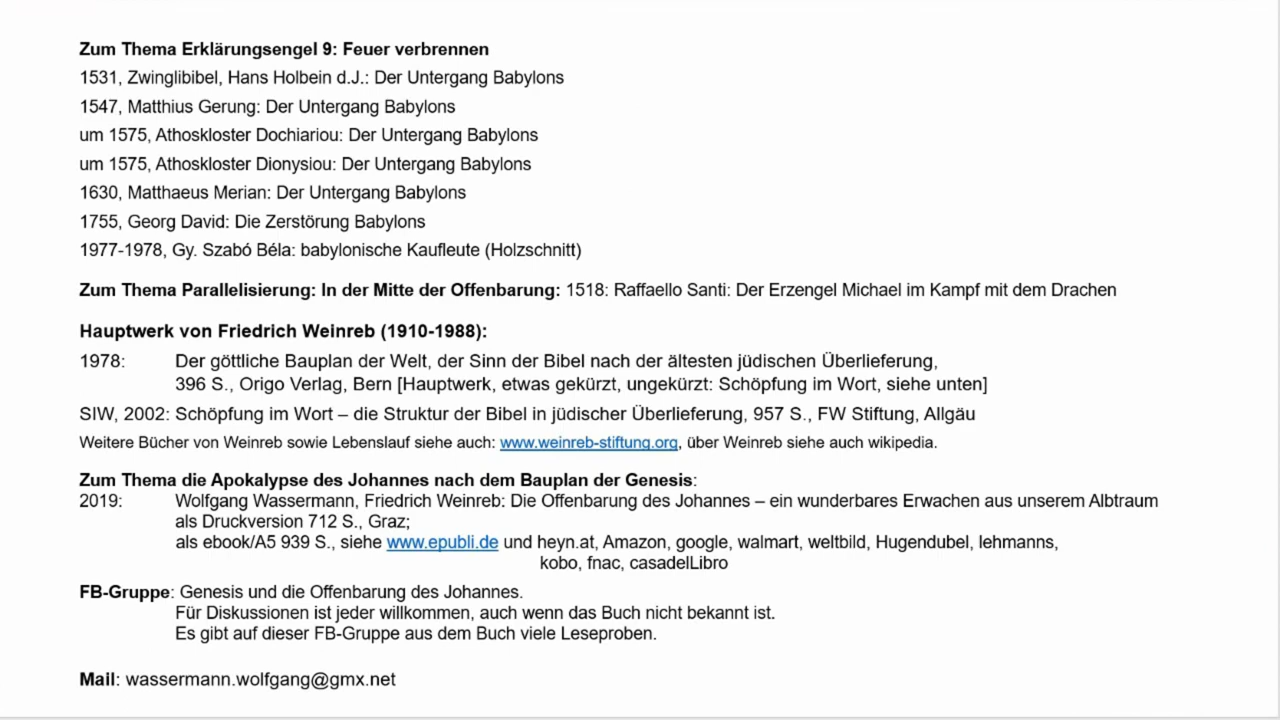 Zum Thema Erklärungsengel 9: Feuer verbrennen
1531, Zwinglibibel, Hans Holbein d.J.: Der Untergang Babylons
1547, Matthius Gerung: Der Untergang Babylons
um 1575, Athoskloster Dochiariou: Der Untergang Babylons
um 1575, Athoskloster Dionysiou: Der Untergang Babylons
1630, Matthaeus Merian: Der Untergang Babylons
1755, Georg David: Die Zerstörung Babylons
1977-1978, Gy. Szabó Béla: babylonische Kaufleute (Holzschnitt)
Zum Thema Parallelisierung: In der Mitte der Offenbarung: 1518: Raffaello Santi: Der Erzengel Michael im Kampf mit dem Drachen
Hauptwerk von Friedrich Weinreb (1910-1988):
1978: Der göttliche Bauplan der Welt, der Sinn der Bibel nach der ältesten jüdischen Überlieferung,
396 S., Origo Verlag, Bern [Hauptwerk, etwas gekürzt, ungekürzt: Schöpfung im Wort, siehe unten]
SIW, 2002: Schöpfung im Wort – die Struktur der Bibel in jüdischer Überlieferung, 957 S., FW Stiftung, Allgäu
Weitere Bücher von Weinreb sowie Lebenslauf siehe auch: www.weinreb-stiftung.org, über Weinreb siehe auch wikipedia.
Zum Thema die Apokalypse des Johannes nach dem Bauplan der Genesis:
2019: Wolfgang Wassermann, Friedrich Weinreb: Die Offenbarung des Johannes – ein wunderbares Erwachen aus unserem Albtraum
als Druckversion 712 S., Graz;
als ebook/A5 939 S., siehe www.epubli.de und heyn.at, Amazon, google, walmart, weltbild, Hugendubel, lehmanns,
kobo, fnac, casadelLibro
FB-Gruppe: Genesis und die Offenbarung des Johannes.
Für Diskussionen ist jeder willkommen, auch wenn das Buch nicht bekannt ist.
Es gibt auf dieser FB-Gruppe aus dem Buch viele Leseproben.
Mail: wassermann.wolfgang@gmx.net